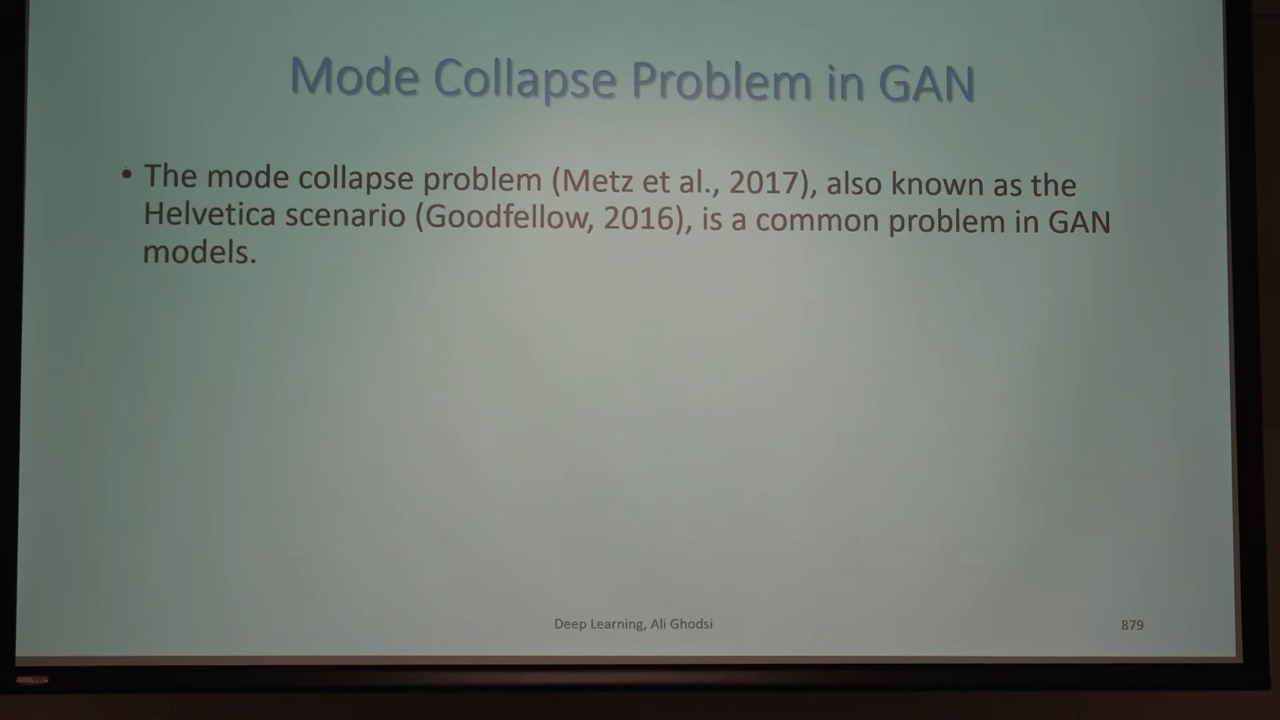 Mode Collapse Problem in GAN
• The mode collapse problem (Metz et al., 2017), also known as the
Helvetica scenario (Goodfellow, 2016), is a common problem in GAN
models.
Deep Learning, Ali Ghodsi
879